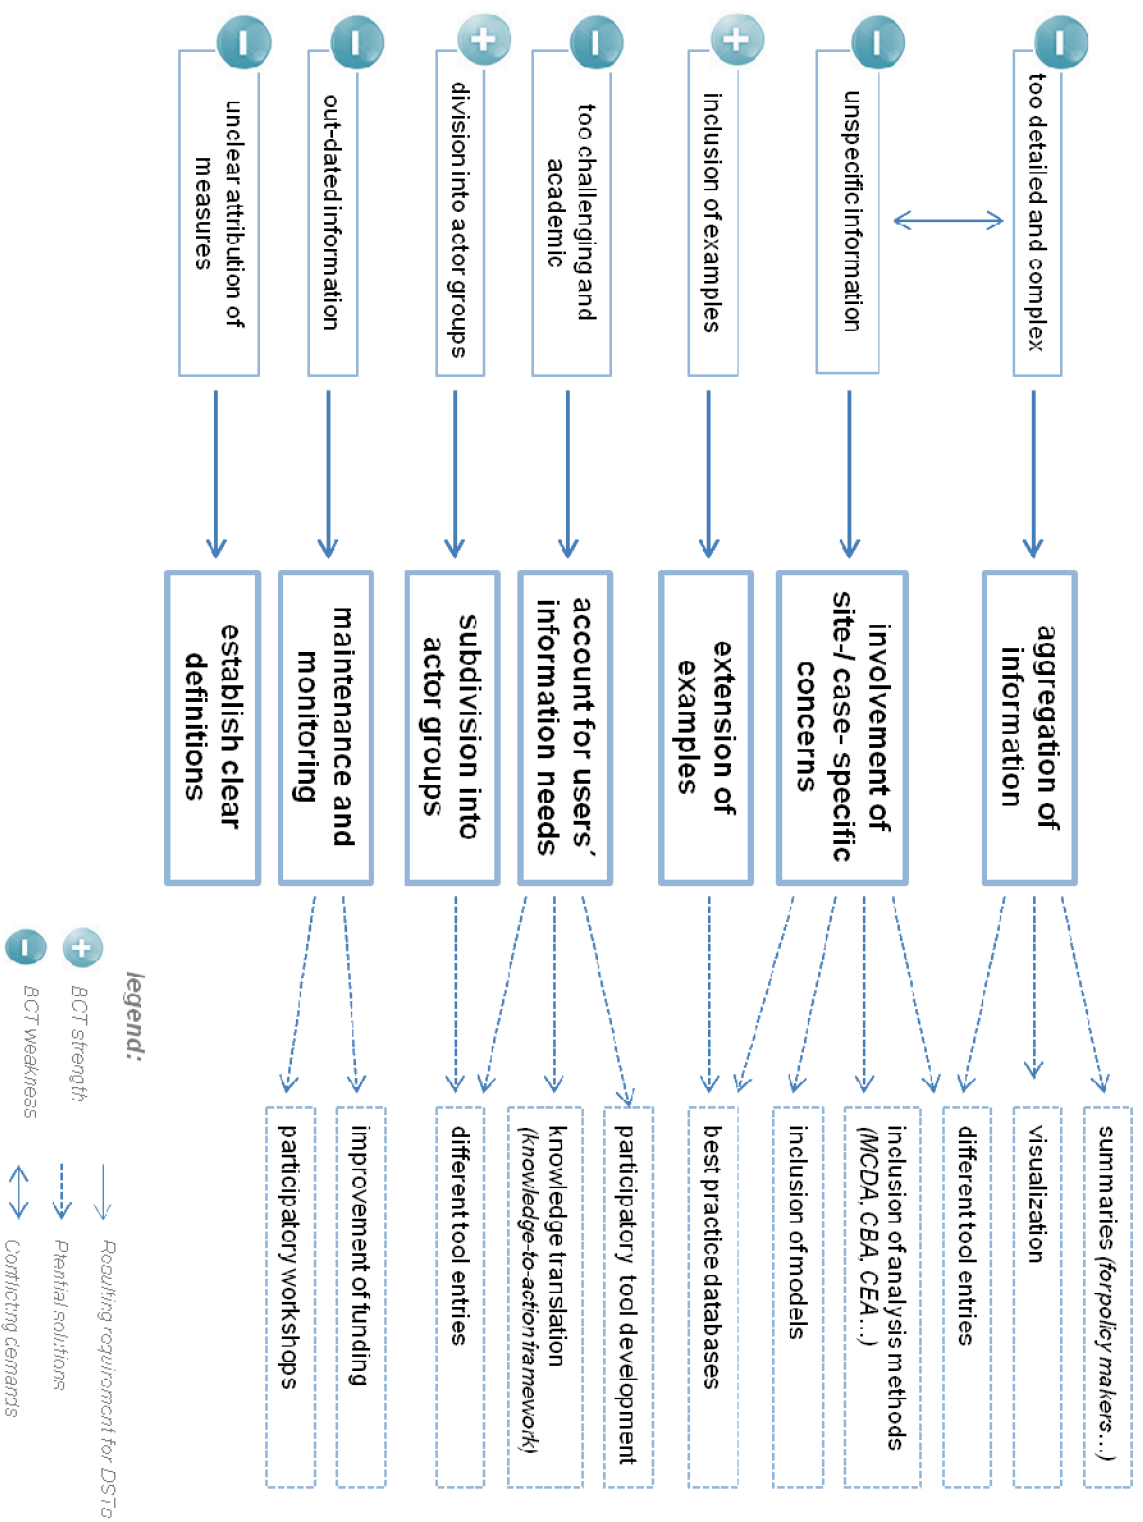 too detailed and complex
aggregation of
information
summaries (for policy makers…)
visualization
different tool entries
unspecific information
involvement of
site-/ case- specific
concerns
inclusion of analysis methods
(MCDA, CBA, CEA…)
inclusion of models
inclusion of examples
extension of
examples
best practice databases
too challenging and
academic
account for users´
information needs
participatory tool development
knowledge translation
(knowledge-to-action framework)
division into actor groups
subdivision into
actor groups
different tool entries
out-dated information
maintenance and
monitoring
improvement of funding
participatory workshops
unclear attribution of
measures
establish clear
definitions
legend:
BCT strength
BCT weakness
Resulting requirement for DSTs
Ptential solutions
Conflicting demands